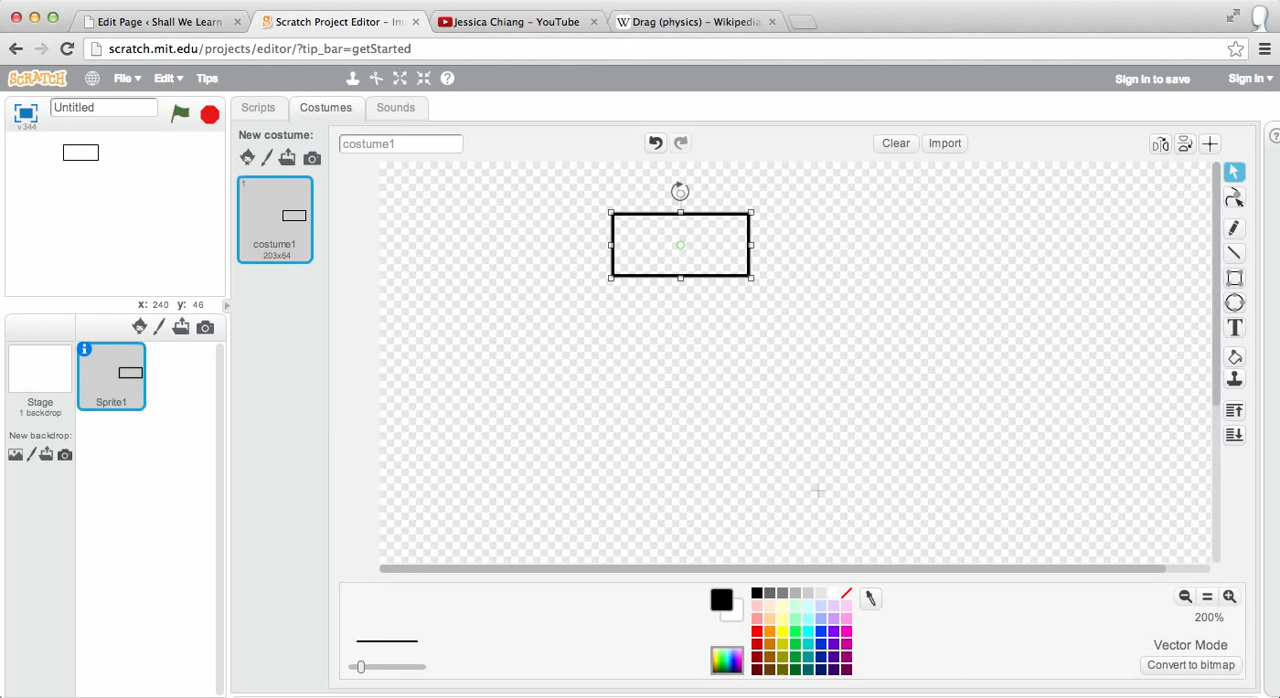 Edit Page ‹ Shall We Learn
Scratch Project Editor – Im
Jessica Chiang – YouTube
Drag (physics) – Wikipedia
scratch.mit.edu/projects/editor/?tip_bar=getStarted
SCRATCH
File
Edit
Tips
Sign in to save
Sign in
v344
Untitled
Scripts
Costumes
Sounds
New costume:
costume1
Clear
Import
1
costume1
203x64
x: 240 y: 46
Stage
1 backdrop
Sprite1
New backdrop:
T
200%
Vector Mode
Convert to bitmap